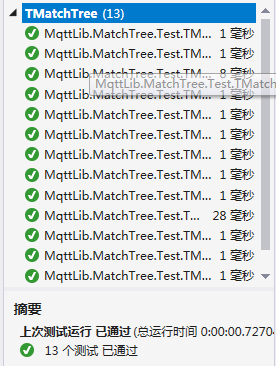 TMatchTree (13)
MqttLib.MatchTree.Test.TM... 1 毫秒
MqttLib.MatchTree.Test.TM... 1 毫秒
MqttLib.MatchTree.Test.TM... 8 毫秒
MqttLib.MatchTree.Test.TMatch
MqttLib.MatchTree.Test.TM... 1 毫秒
MqttLib.MatchTree.Test.TM... 1 毫秒
MqttLib.MatchTree.Test.TM... 1 毫秒
MqttLib.MatchTree.Test.TM... 1 毫秒
MqttLib.MatchTree.Test.TM... 1 毫秒
MqttLib.MatchTree.Test.TM... 1 毫秒
MqttLib.MatchTree.Test.T... 28 毫秒
MqttLib.MatchTree.Test.TM... 1 毫秒
MqttLib.MatchTree.Test.TM... 1 毫秒
摘要
上次测试运行 已通过 (总运行时间 0:00:00.7270
13 个测试 已通过